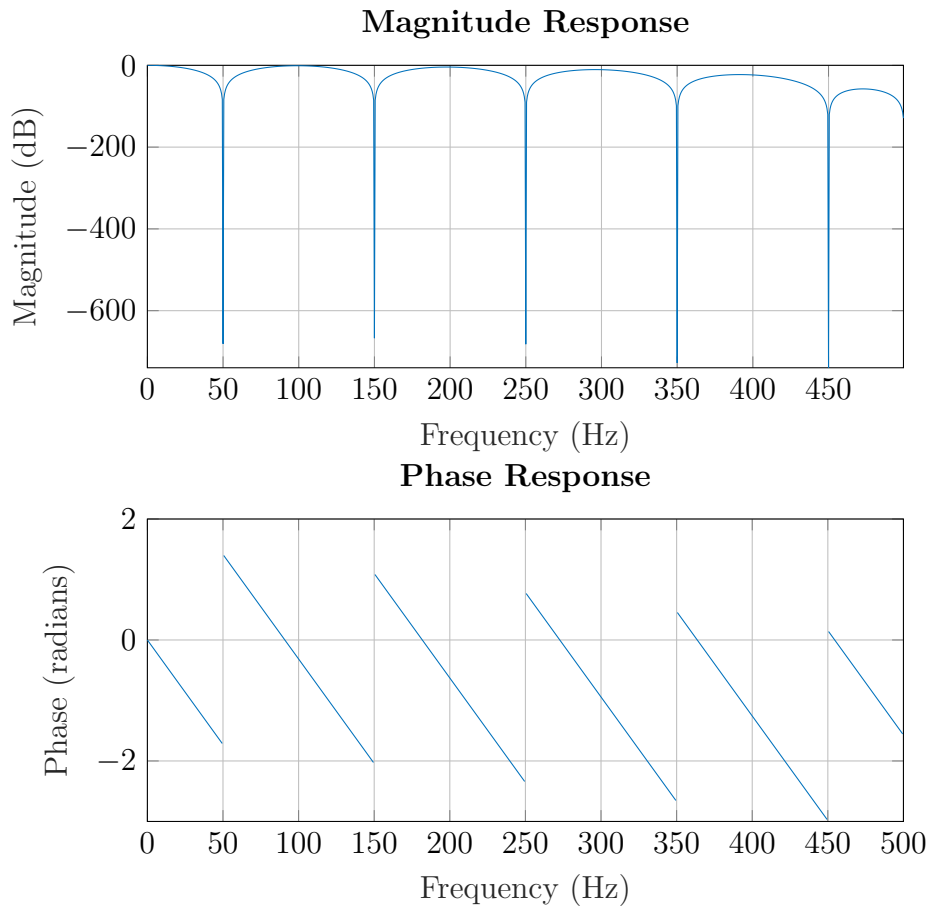 Magnitude Response
Magnitude (dB)
0
−200
−400
−600
0 50 100 150 200 250 300 350 400 450
Frequency (Hz)
Phase Response
Phase (radians)
2
0
−2
0 50 100 150 200 250 300 350 400 450 500
Frequency (Hz)